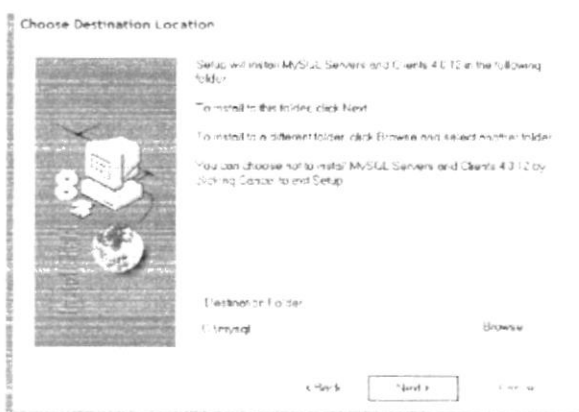 Choose Destination Location
Setup will install MySQL Servers and Clients 4.0.12 in the following
folder.
To install to this folder, click Next.
To install to a different folder, click Browse and select another folder.
You can choose not to install MySQL Servers and Clients 4.0.12 by
clicking Cancel to exit Setup.
Destination Folder
C:\mysql
Browse
< Back
Next >
Cancel